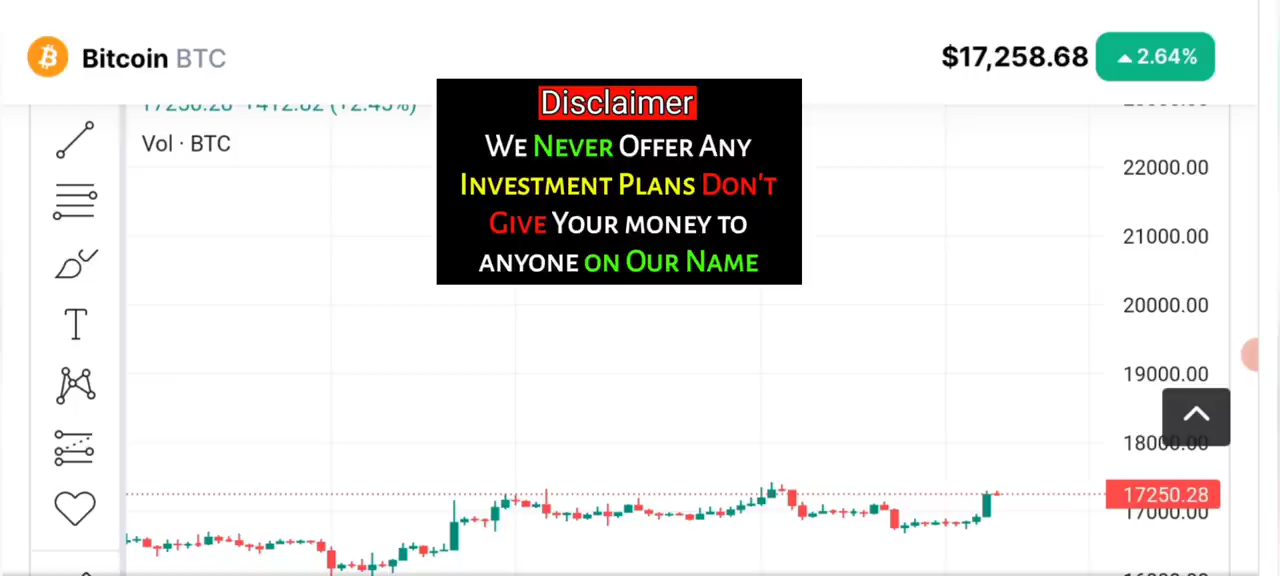 Bitcoin BTC
$17,258.68
2.64%
Disclaimer
We Never Offer Any
Investment Plans Don't
Give Your money to
anyone on Our Name
Vol · BTC
T
22000.00
21000.00
20000.00
19000.00
18000.00
17250.28
17000.00